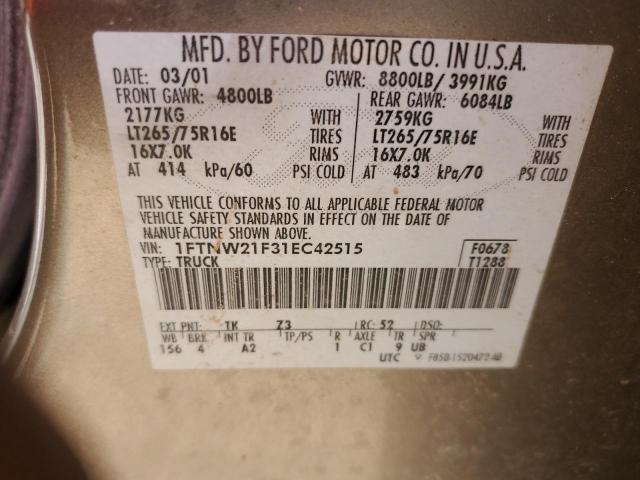 MFD. BY FORD MOTOR CO. IN U.S.A.
DATE: 03/01 GVWR: 8800LB/ 3991KG
FRONT GAWR: 4800LB REAR GAWR: 6084LB
2177KG WITH 2759KG WITH
LT265/75R16E TIRES LT265/75R16E TIRES
16X7.0K RIMS 16X7.0K RIMS
AT 414 kPa/60 PSI COLD AT 483 kPa/70 PSI COLD
THIS VEHICLE CONFORMS TO ALL APPLICABLE FEDERAL MOTOR
VEHICLE SAFETY STANDARDS IN EFFECT ON THE DATE OF
MANUFACTURE SHOWN ABOVE.
VIN: 1FTNW21F31EC42515 F0678
TYPE: TRUCK T1288
EXT PNT: TK Z3 RC: 52 DSO:
WB BRK INT TR TP/PS R AXLE TR SPR
156 4 A2 1 C1 9 UB
UTC F85B-1520472-AB